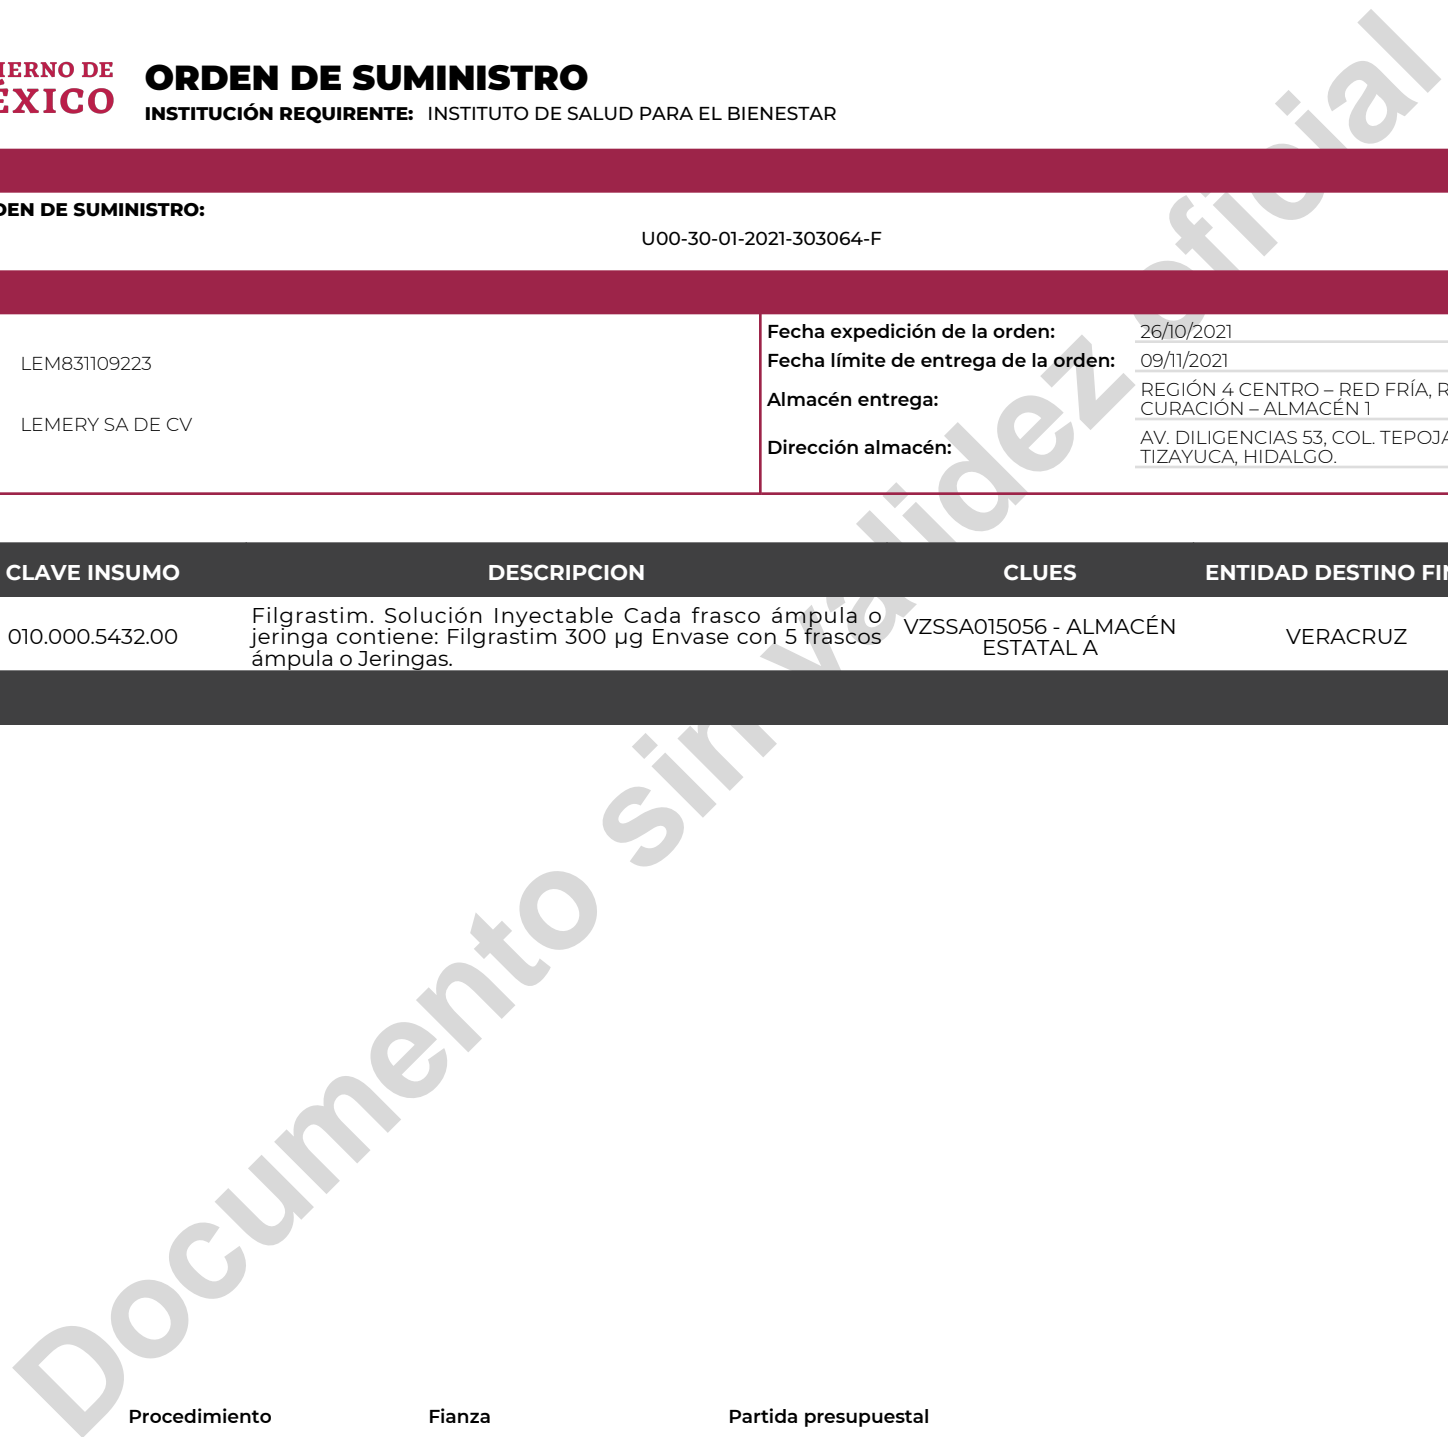 IERNO DE
ÉXICO
ORDEN DE SUMINISTRO
INSTITUCIÓN REQUIRENTE: INSTITUTO DE SALUD PARA EL BIENESTAR
DEN DE SUMINISTRO:
U00-30-01-2021-303064-F
LEM831109223
LEMERY SA DE CV
Fecha expedición de la orden: 26/10/2021
Fecha límite de entrega de la orden: 09/11/2021
Almacén entrega: REGIÓN 4 CENTRO – RED FRÍA, R
CURACIÓN – ALMACÉN 1
Dirección almacén: AV. DILIGENCIAS 53, COL. TEPOJA
TIZAYUCA, HIDALGO.
CLAVE INSUMO DESCRIPCION CLUES ENTIDAD DESTINO FIN
010.000.5432.00
Filgrastim. Solución Inyectable Cada frasco ámpula o
jeringa contiene: Filgrastim 300 µg Envase con 5 frascos
ámpula o Jeringas.
VZSSA015056 - ALMACÉN
ESTATAL A
VERACRUZ
Documento sin validez oficial
Procedimiento Fianza Partida presupuestal